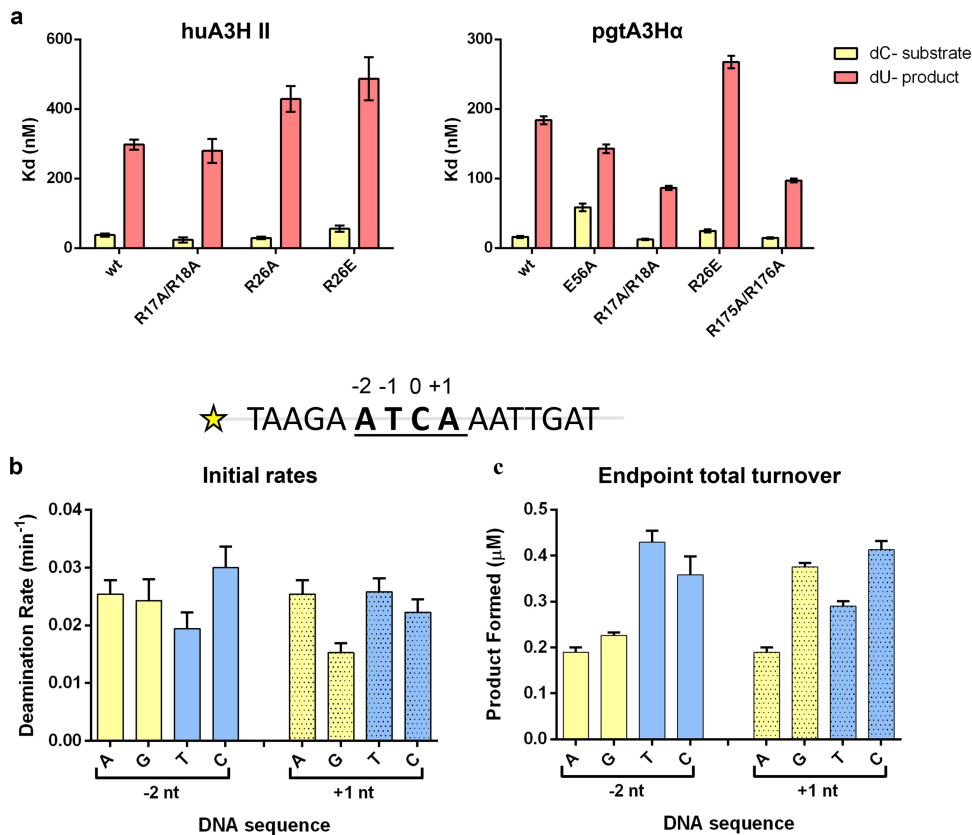 a
huA3H II
pgtA3Hα
dC- substrate
dU- product
Kd (nM)
600
400
200
0
wt
R17A/R18A
R26A
R26E
Kd (nM)
300
200
100
0
wt
E56A
R17A/R18A
R26E
R175A/R176A
-2 -1 0 +1
TAAGA ATCA AATTGAT
b
Initial rates
Deamination Rate (min⁻¹)
0.04
0.03
0.02
0.01
0.00
A G T C A G T C
-2 nt +1 nt
DNA sequence
c
Endpoint total turnover
Product Formed (μM)
0.5
0.4
0.3
0.2
0.1
0.0
A G T C A G T C
-2 nt +1 nt
DNA sequence